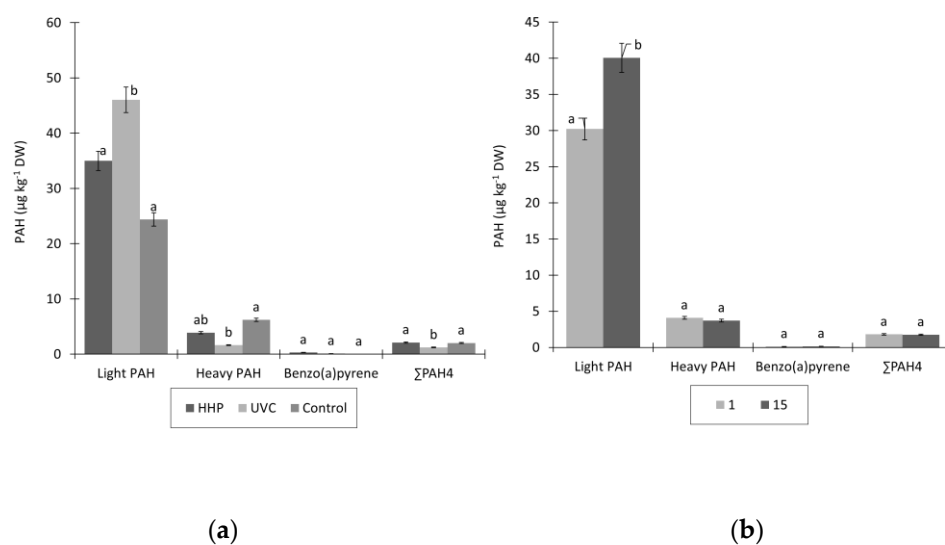 60
50
40
30
20
10
0
PAH (µg kg⁻¹ DW)
a
b
a
ab
b
a
a
a
a
a
b
a
Light PAH
Heavy PAH
Benzo(a)pyrene
∑PAH4
HHP
UVC
Control
(a)
45
40
35
30
25
20
15
10
5
0
PAH (µg kg⁻¹ DW)
a
b
a
a
a
a
a
a
Light PAH
Heavy PAH
Benzo(a)pyrene
∑PAH4
1
15
(b)